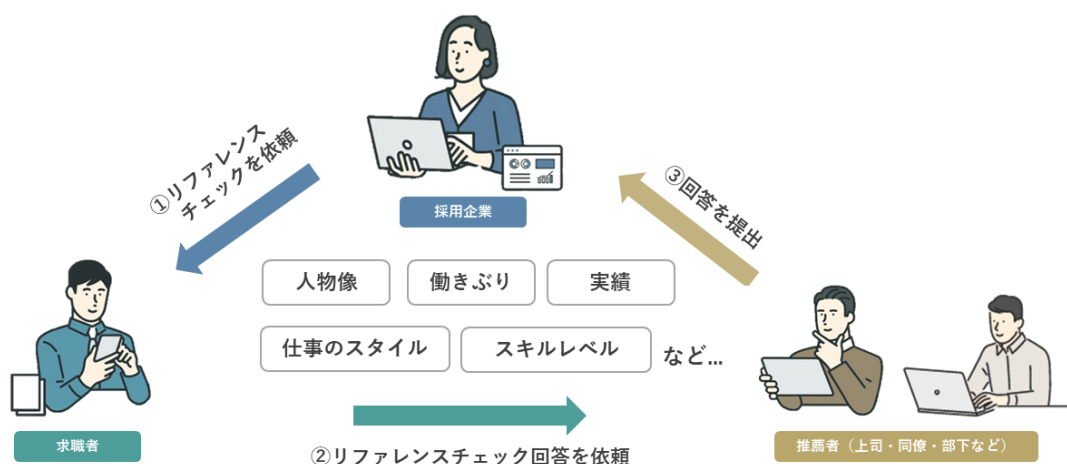 ①リファレンス
チェックを依頼
採用企業
③回答を提出
人物像
働きぶり
実績
仕事のスタイル
スキルレベル
など...
求職者
②リファレンスチェック回答を依頼
推薦者（上司・同僚・部下など）